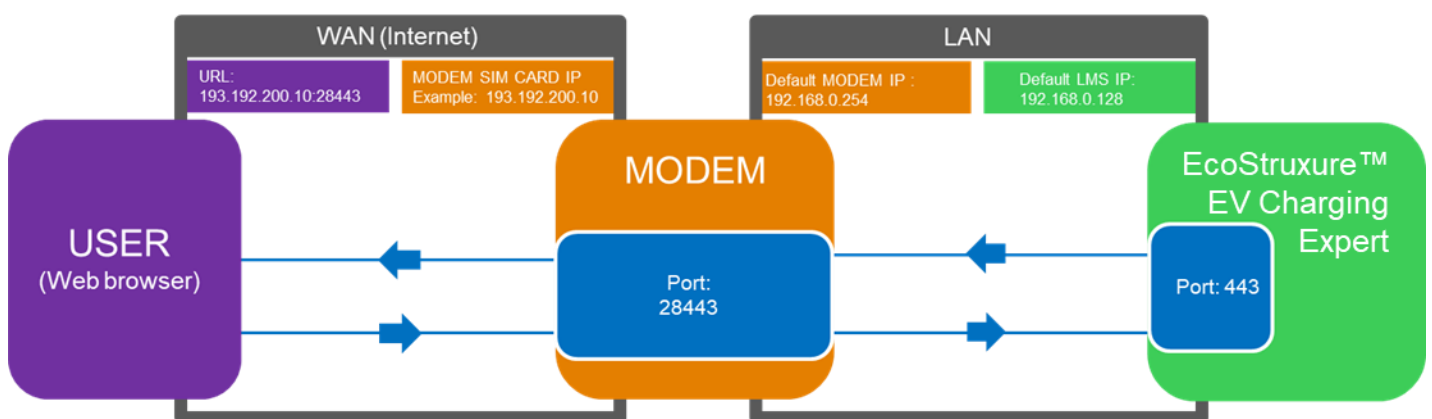 WAN (Internet)
LAN
URL:
193.192.200.10:28443
MODEM SIM CARD IP
Example: 193.192.200.10
Default MODEM IP :
192.168.0.254
Default LMS IP:
192.168.0.128
USER
(Web browser)
MODEM
Port:
28443
EcoStruxure™
EV Charging
Expert
Port: 443